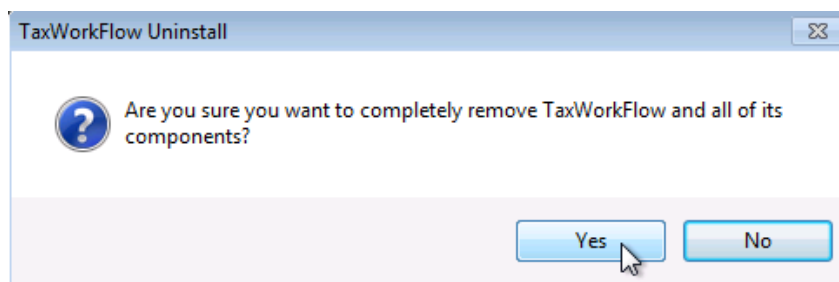 TaxWorkFlow Uninstall
Are you sure you want to completely remove TaxWorkFlow and all of its
components?
Yes No